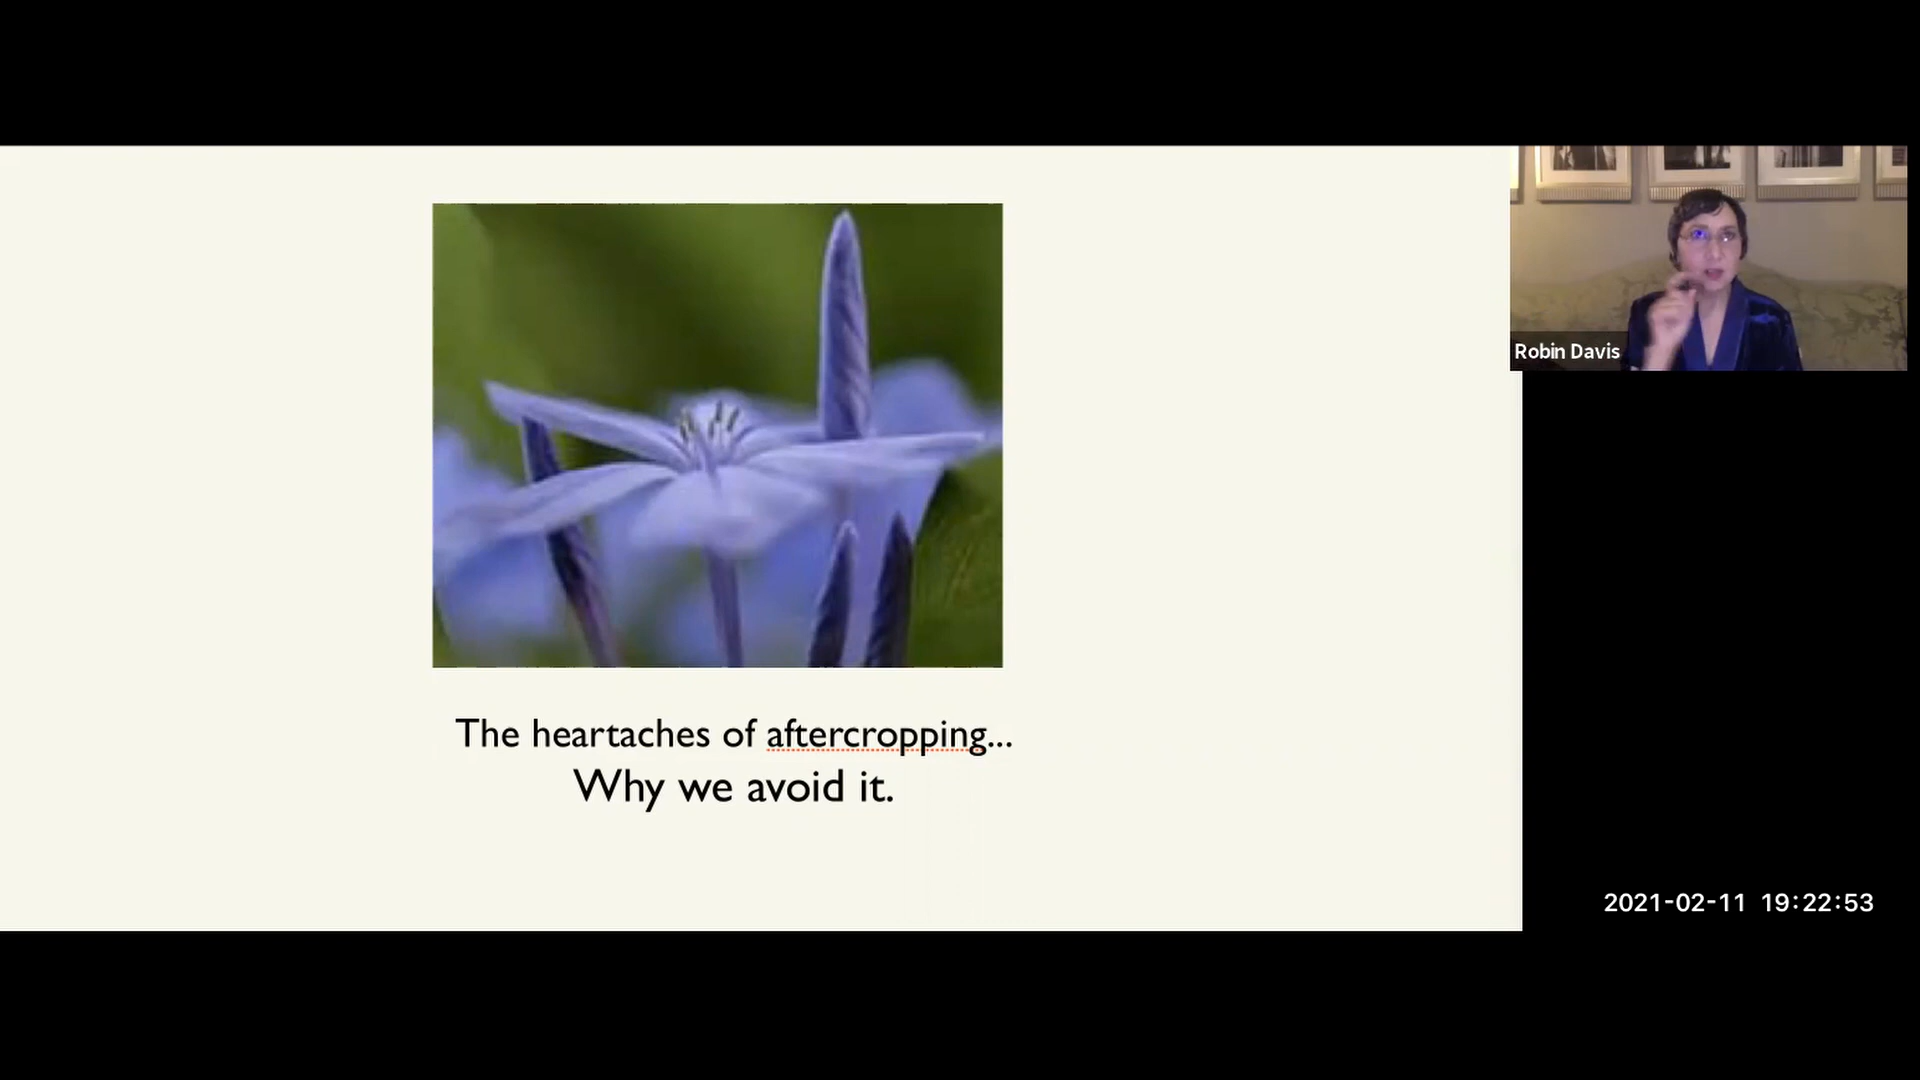 Robin Davis
The heartaches of aftercropping...
Why we avoid it.
2021-02-11 19:22:53